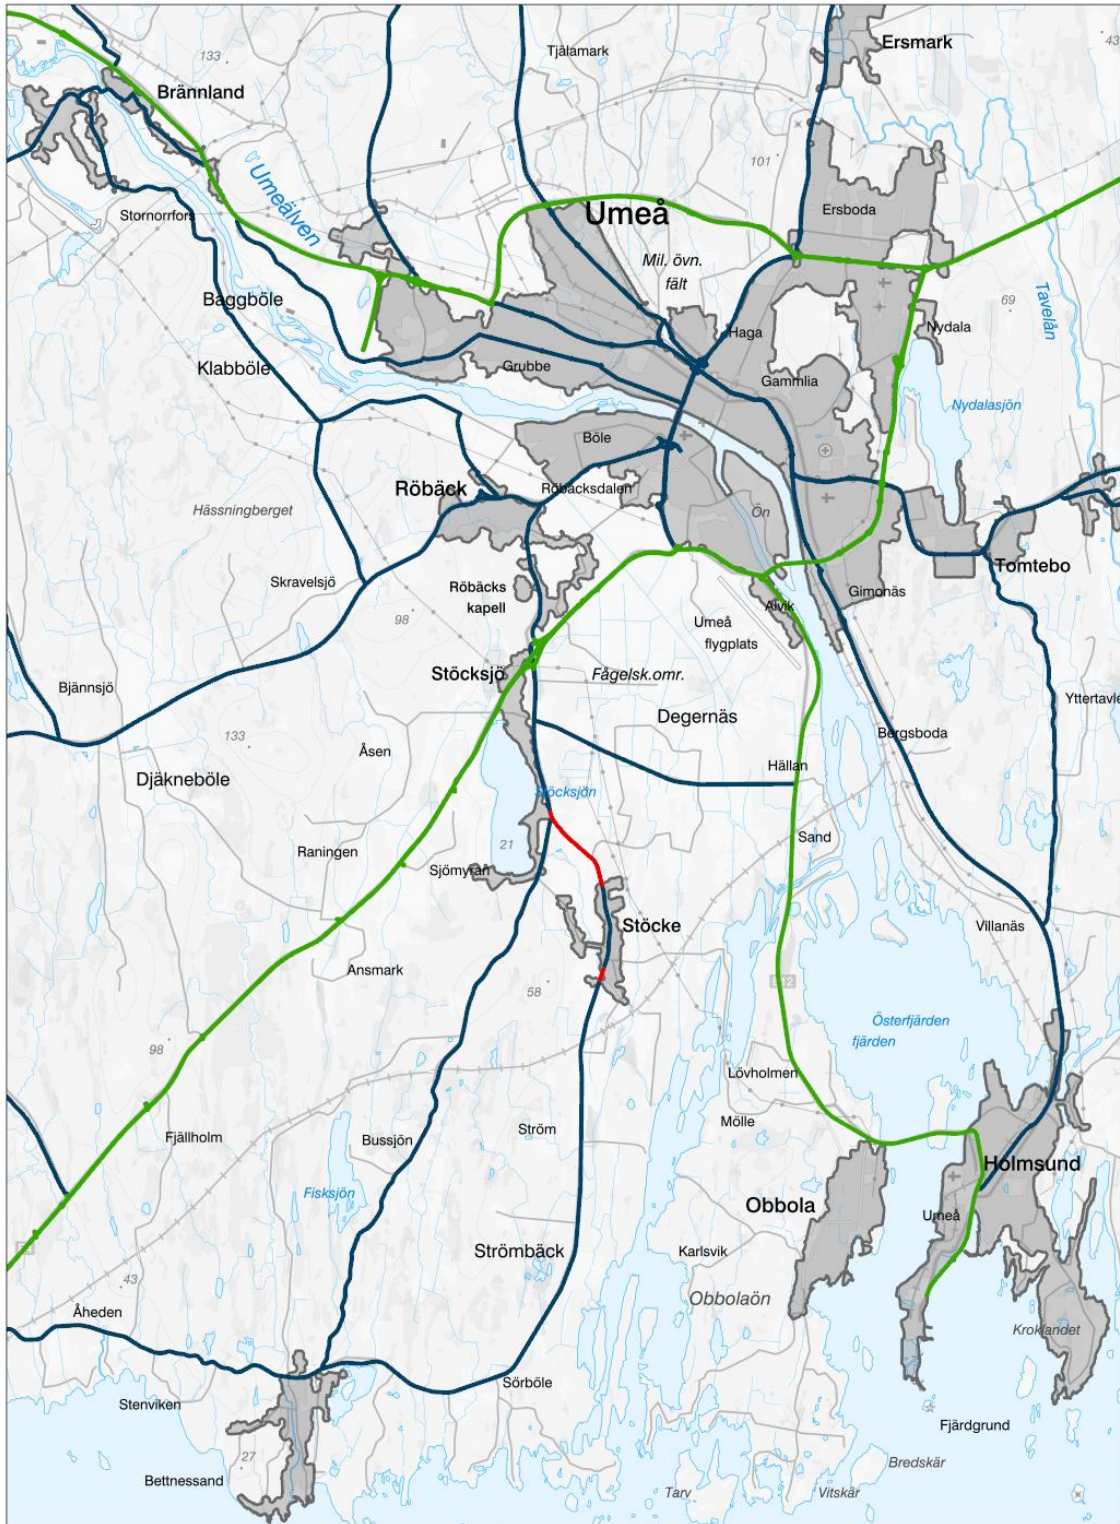 Ersmark
43
Tjälamark
133
Brännland
101
Umeälven
Stornorrfors
Umeå
Ersboda
Mil. övn.
fält
Baggböle
69
Tavelån
Nydala
Haga
Klabböle
Grubbe
Gammlia
Nydalasjön
Böle
Röbäck
Röbäcksdalen
Hässningberget
Ön
Tomtebo
Skravelsjö
Röbäcks
kapell
Gimonäs
Alvik
98
Umeå
flygplats
Stöcksjö
Fågelsk.omr.
Bjännsjö
Yttertavle
Degernäs
133
Åsen
Bergsboda
Djäkneböle
Hällan
Stöcksjön
Sand
21
Raningen
Sjömyran
Stöcke
Villanäs
Ansmark
58
Österfjärden
fjärden
98
Lövholmen
Mölle
Ström
Fjällholm
Bussjön
Holmsund
Fisksjön
Obbola
Umeå
Strömbäck
Karlsvik
43
Obbolaön
Åheden
Kroklandet
Sörböle
Stenviken
Fjärdgrund
27
Bredskär
Bettnessand
Tarv
Vitskär